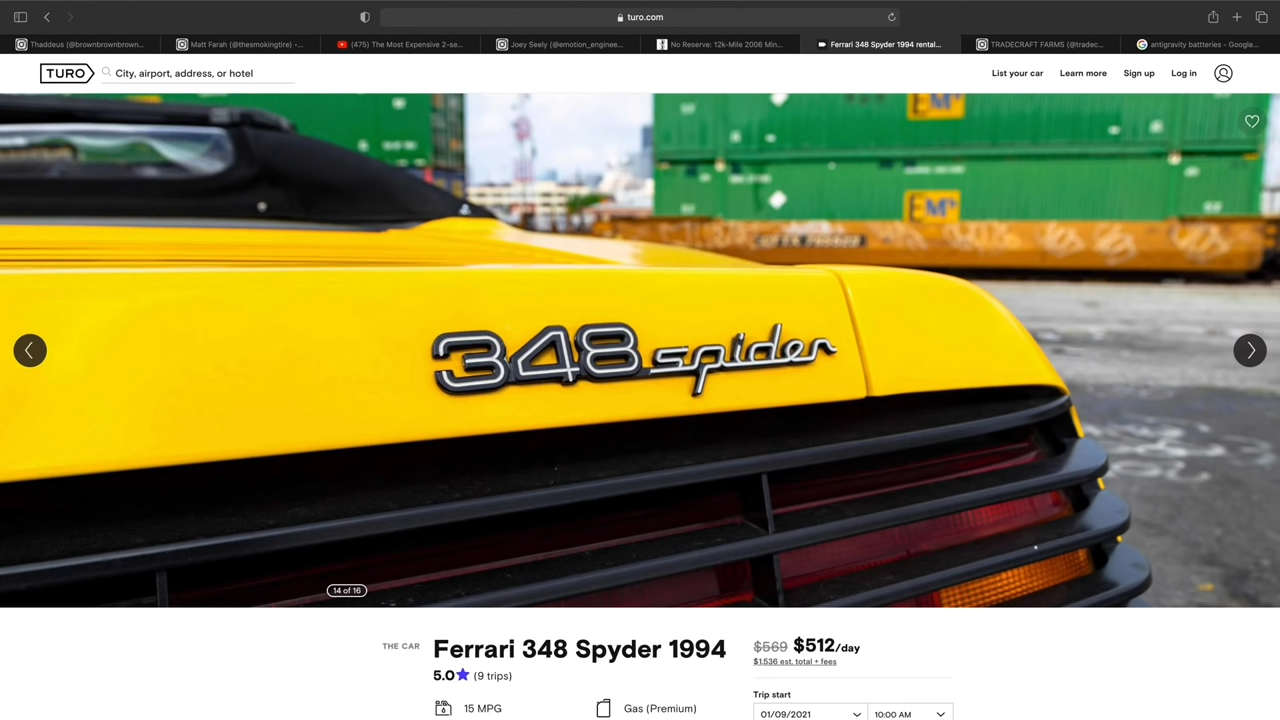 turo.com
Thaddeus (@brownbrownbrown...
Matt Farah (@thesmokingtire) -...
(475) The Most Expensive 2-se...
Joey Seely (@emotion_enginee...
No Reserve: 12k-Mile 2006 Min...
Ferrari 348 Spyder 1994 rental...
TRADECRAFT FARMS (@tradec...
antigravity battteries - Google...
TURO
City, airport, address, or hotel
List your car
Learn more
Sign up
Log in
EMP
EMP
348 spider
14 of 16
THE CAR
Ferrari 348 Spyder 1994
$569 $512/day
$1,536 est. total + fees
5.0 (9 trips)
Trip start
15 MPG
Gas (Premium)
01/09/2021
10:00 AM